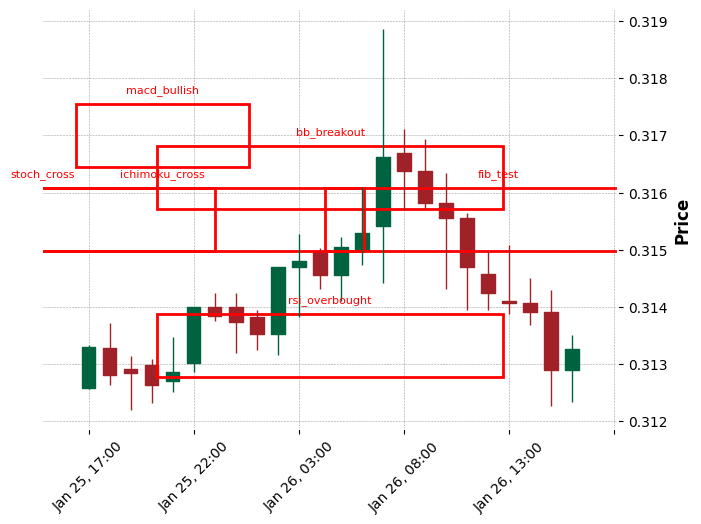 0.319
0.318
macd_bullish
0.317
bb_breakout
stoch_cross
ichimoku_cross
fib_test
0.316
Price
0.315
0.314
rsi_overbought
0.313
0.312
Jan 25, 17:00
Jan 25, 22:00
Jan 26, 03:00
Jan 26, 08:00
Jan 26, 13:00